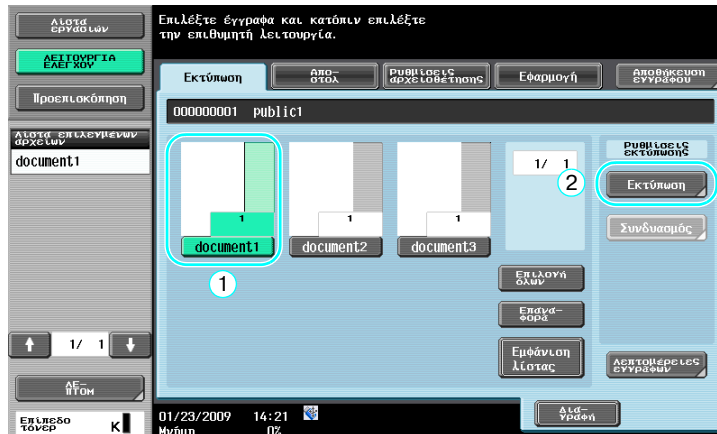 Λίστα
εργασιών
Επιλέξτε έγγραφα και κατόπιν επιλέξτε
την επιθυμητή λειτουργία.
ΛΕΙΤΟΥΡΓΙΑ
ΕΛΕΓΧΟΥ
Προεπισκόπηση
Εκτύπωση
Απο-
στολ
Ρυθμίσεις
αρχειοθέτησης
Εφαρμογή
Αποθήκευση
εγγράφου
000000001 public1
Λίστα επιλεγμένων
αρχείων
document1
1
document1
1
document2
1
document3
1/ 1
Ρυθμίσεις
εκτύπωσης
2
Εκτύπωση
Συνδυασμός
1
Επιλογή
όλων
Επανα-
φορά
Εμφάνιση
λίστας
Λεπτομέρειες
εγγράφων
1/ 1
ΛΕ-
ΠΤΟΜ
Επίπεδο
τόνερ
K
01/23/2009 14:21
Μνήμη 0%
Δια-
γραφή